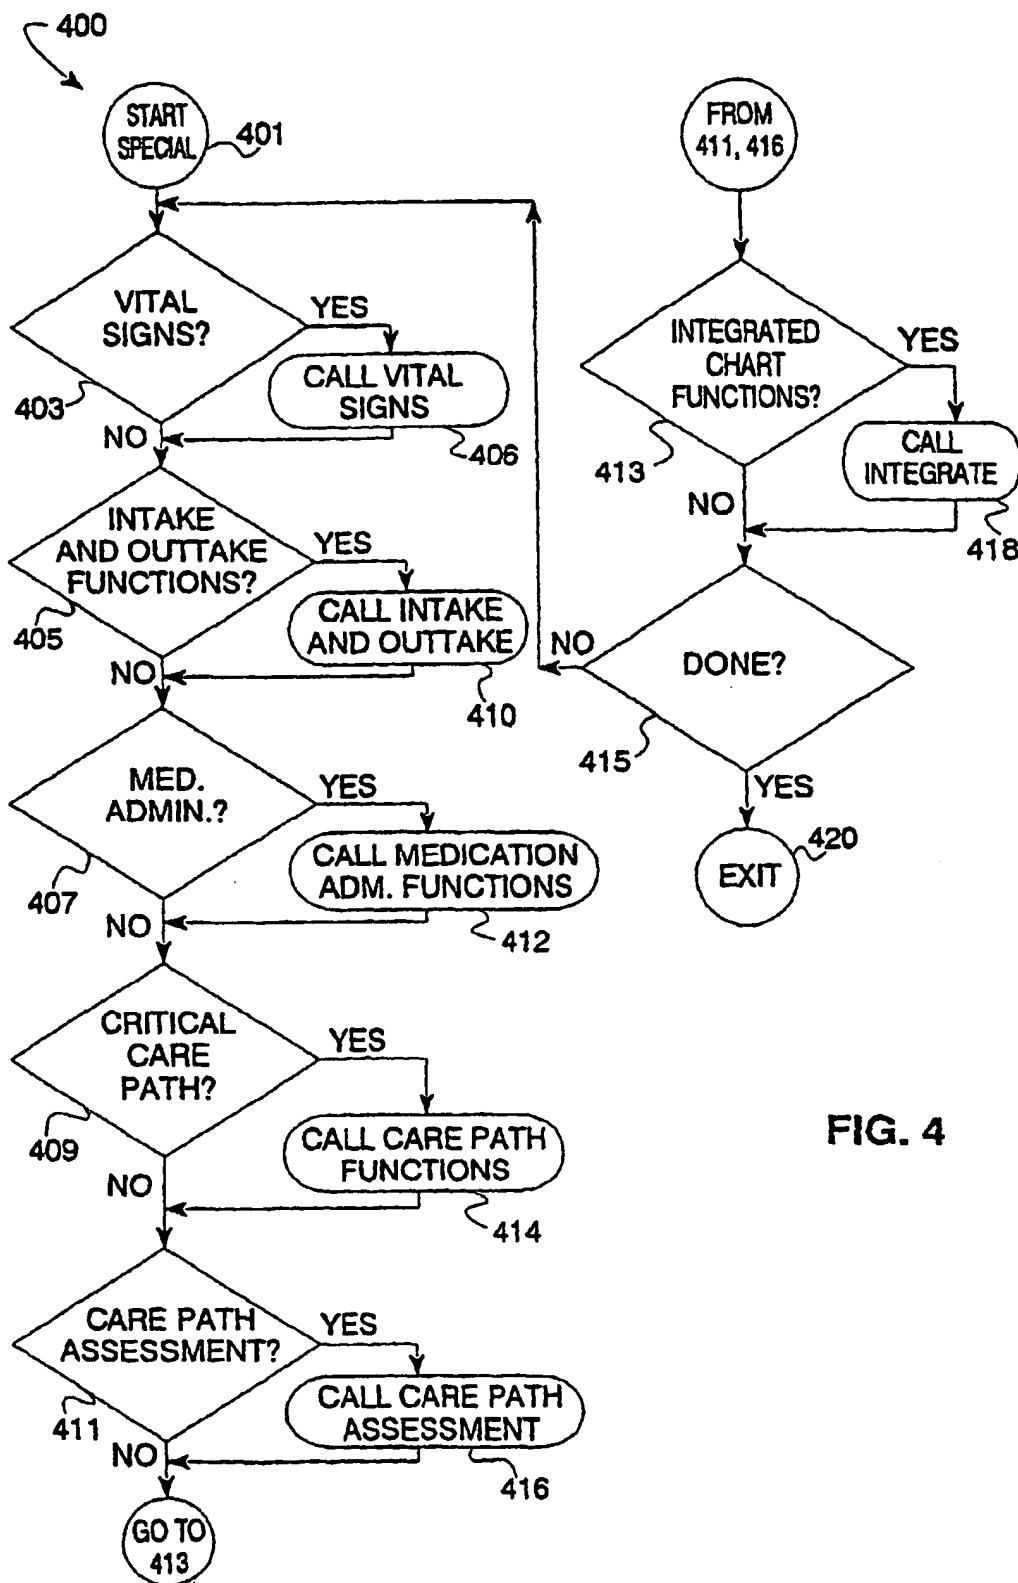 400
START
SPECIAL
401
VITAL
SIGNS?
YES
403
CALL VITAL
SIGNS
406
NO
INTAKE
AND OUTTAKE
FUNCTIONS?
YES
405
CALL INTAKE
AND OUTTAKE
410
NO
MED.
ADMIN.?
YES
407
CALL MEDICATION
ADM. FUNCTIONS
412
NO
CRITICAL
CARE
PATH?
YES
409
CALL CARE PATH
FUNCTIONS
414
NO
CARE PATH
ASSESSMENT?
YES
411
CALL CARE PATH
ASSESSMENT
416
NO
GO TO
413
FROM
411, 416
INTEGRATED
CHART
FUNCTIONS?
YES
413
CALL
INTEGRATE
418
NO
DONE?
NO
415
YES
EXIT
420
FIG. 4